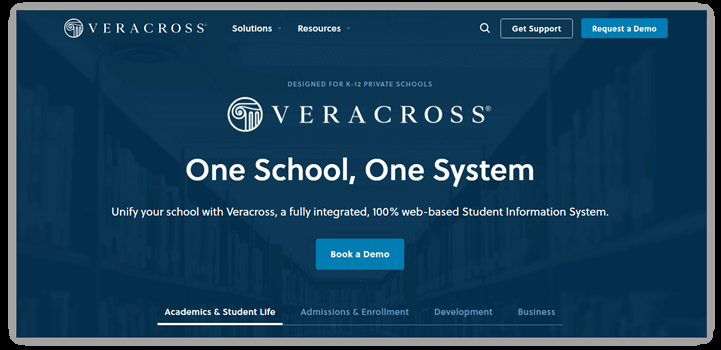 VERACROSS® Solutions Resources Get Support Request a Demo
DESIGNED FOR K-12 PRIVATE SCHOOLS
VERACROSS®
One School, One System
Unify your school with Veracross, a fully integrated, 100% web-based Student Information System.
Book a Demo
Academics & Student Life Admissions & Enrollment Development Business